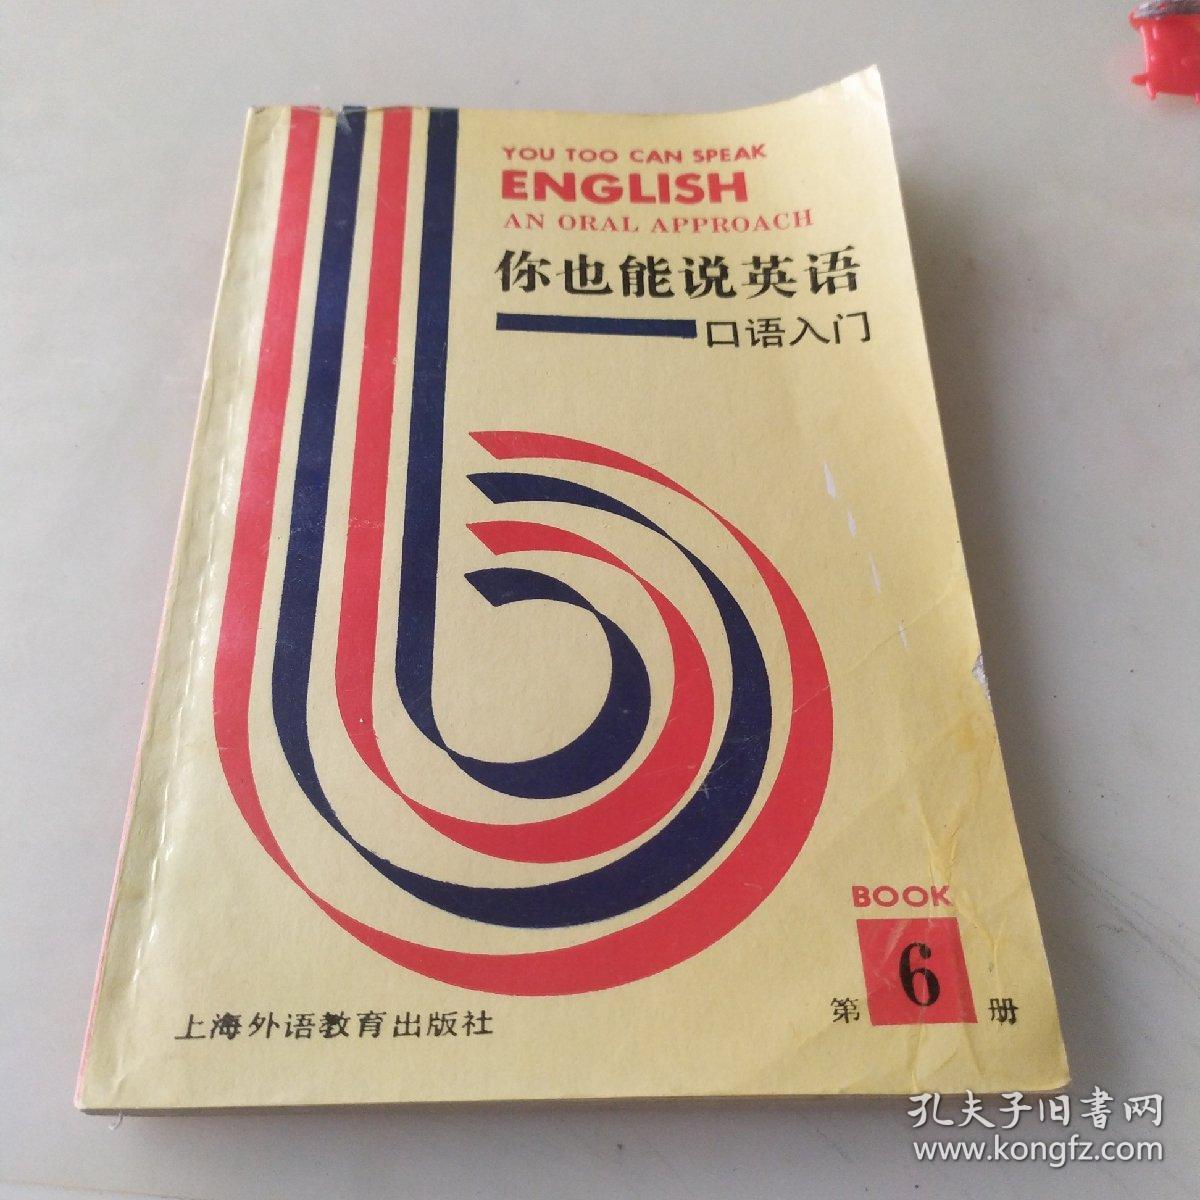 YOU TOO CAN SPEAK
ENGLISH
AN ORAL APPROACH
你也能说英语
口语入门
BOOK
第 6 册
上海外语教育出版社
孔夫子旧書网
www.kongfz.com